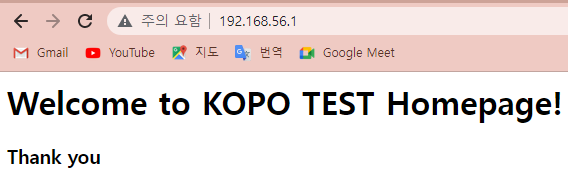 주의 요함 192.168.56.1
Gmail YouTube 지도 번역 Google Meet
Welcome to KOPO TEST Homepage!
Thank you